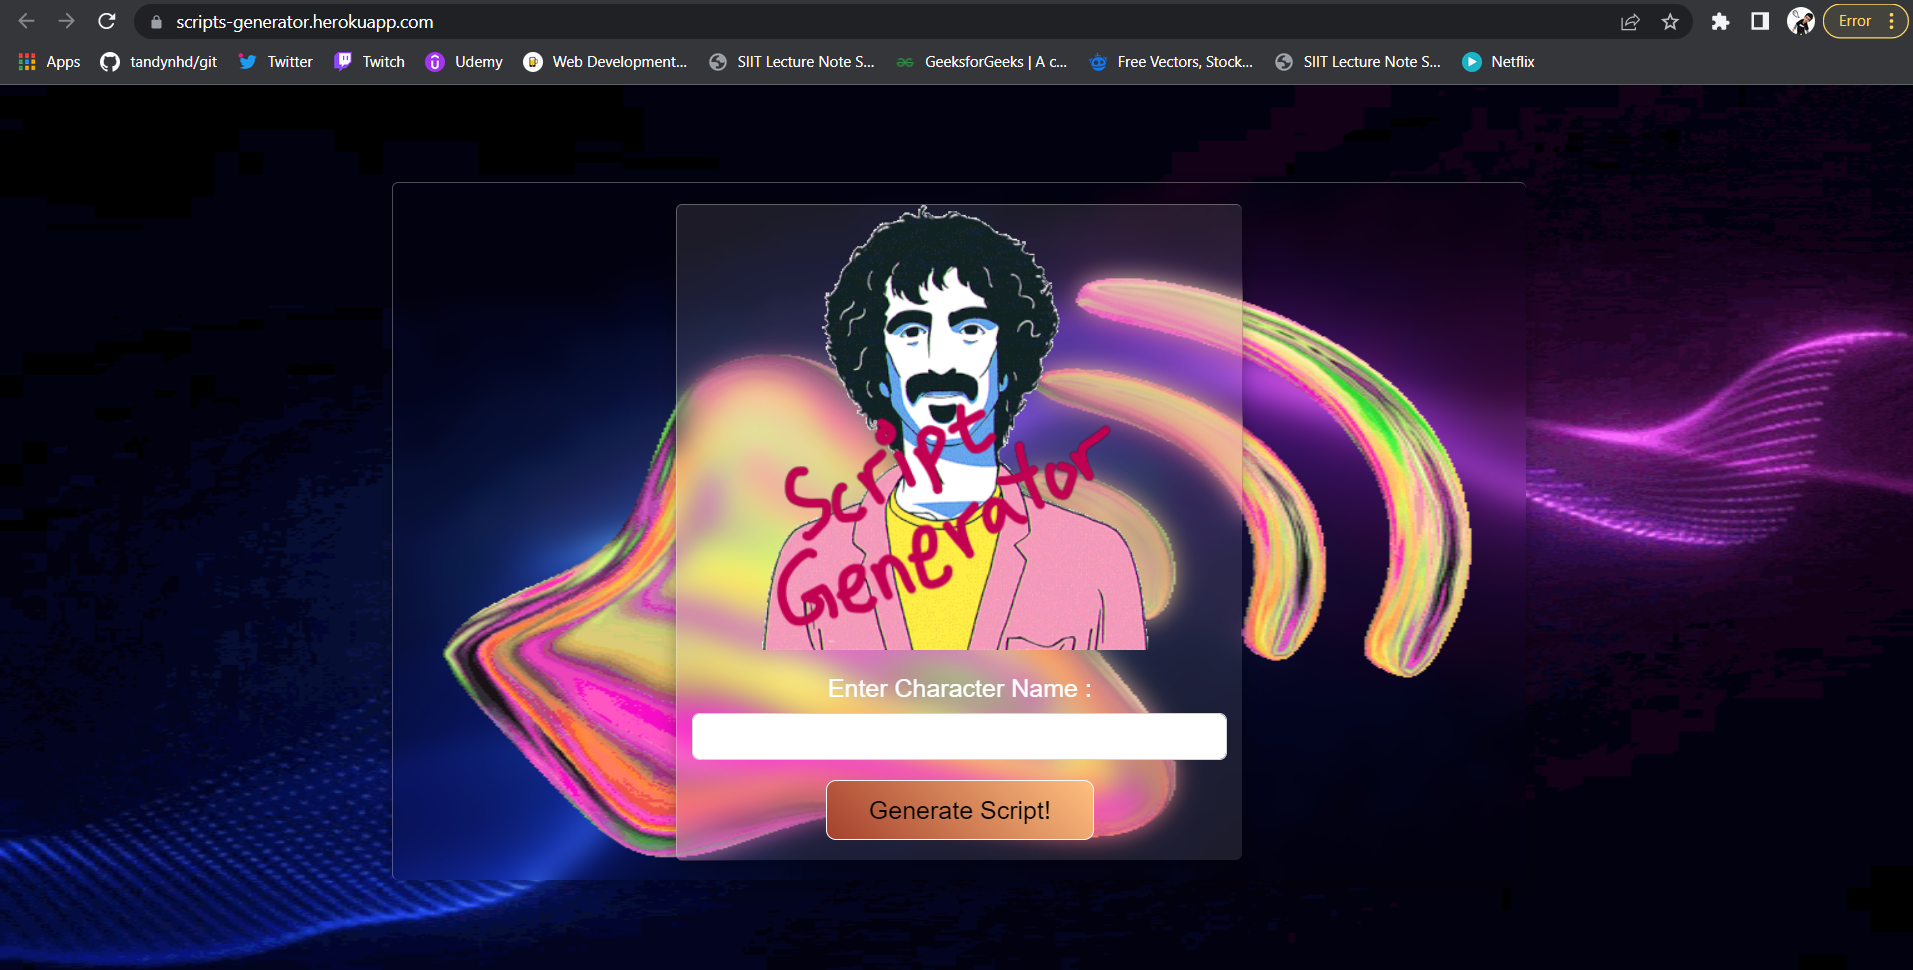 scripts-generator.herokuapp.com
Error
Apps
tandynhd/git
Twitter
Twitch
Udemy
Web Development...
SIIT Lecture Note S...
GeeksforGeeks | A c...
Free Vectors, Stock...
SIIT Lecture Note S...
Netflix
Script
Generator
Enter Character Name :
Generate Script!